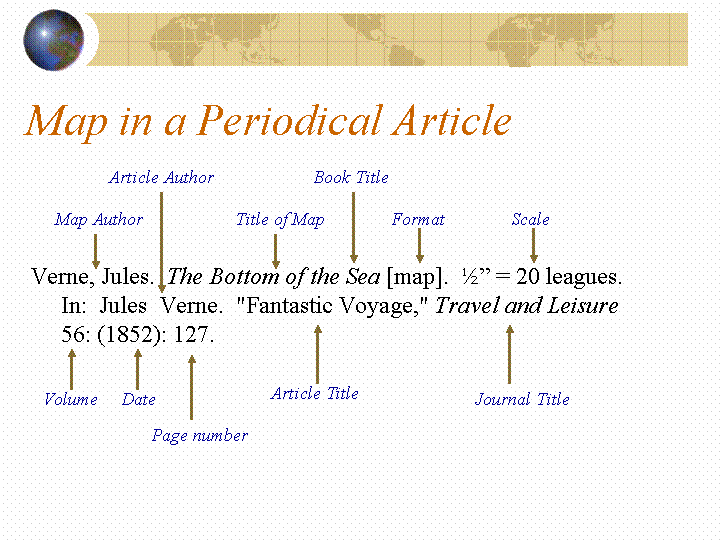 Map in a Periodical Article
Article Author Book Title
Map Author Title of Map Format Scale
Verne, Jules. The Bottom of the Sea [map]. ½” = 20 leagues.
In: Jules Verne. "Fantastic Voyage," Travel and Leisure
56: (1852): 127.
Volume Date Article Title Journal Title
Page number